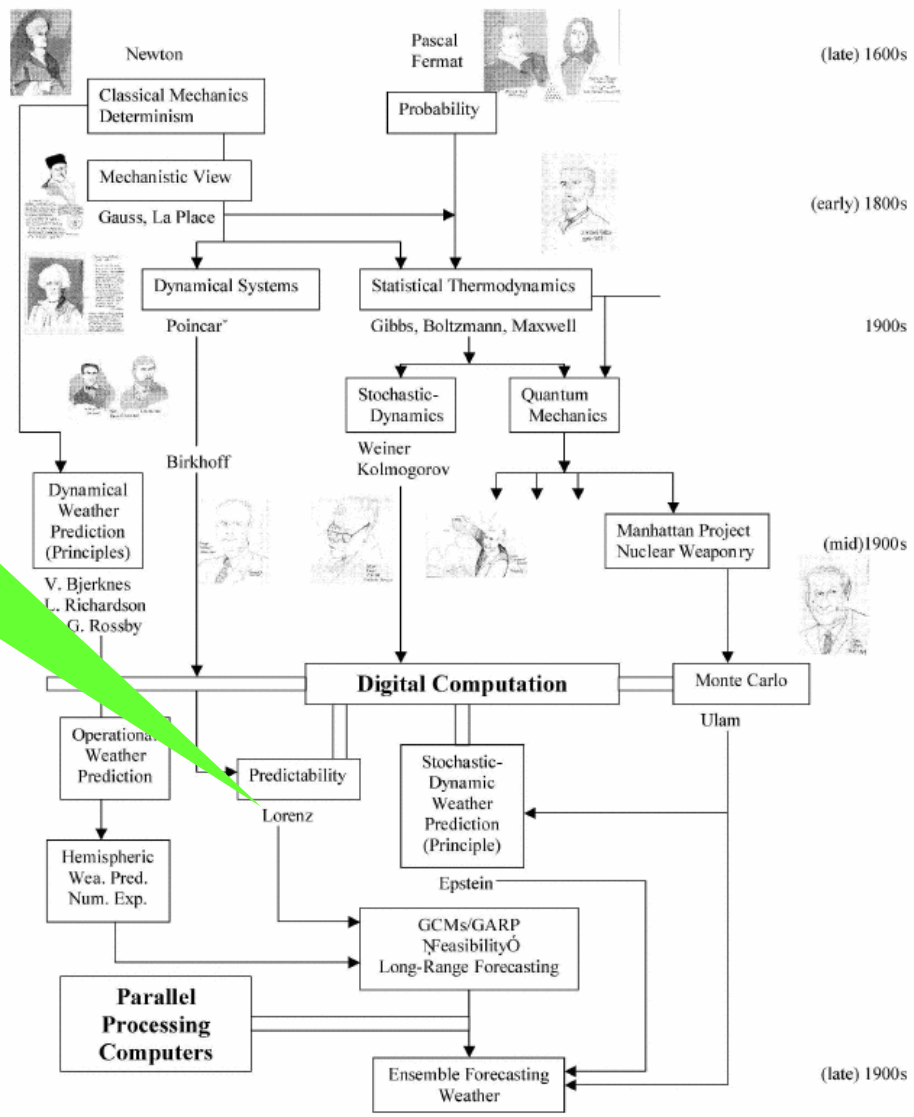 Newton
Pascal
Fermat
(late) 1600s
Classical Mechanics
Determinism
Probability
Mechanistic View
Gauss, La Place
(early) 1800s
Dynamical Systems
Statistical Thermodynamics
Poincar˘
Gibbs, Boltzmann, Maxwell
1900s
Stochastic-
Dynamics
Quantum
Mechanics
Weiner
Kolmogorov
Birkhoff
Dynamical
Weather
Prediction
(Principles)
Manhattan Project
Nuclear Weaponry
(mid)1900s
V. Bjerknes
L. Richardson
G. Rossby
Digital Computation
Monte Carlo
Ulam
Operational
Weather
Prediction
Predictability
Lorenz
Stochastic-
Dynamic
Weather
Prediction
(Principle)
Epstein
Hemispheric
Wea. Pred.
Num. Exp.
GCMs/GARP
ŅFeasibilityÓ
Long-Range Forecasting
Parallel
Processing
Computers
Ensemble Forecasting
Weather
(late) 1900s